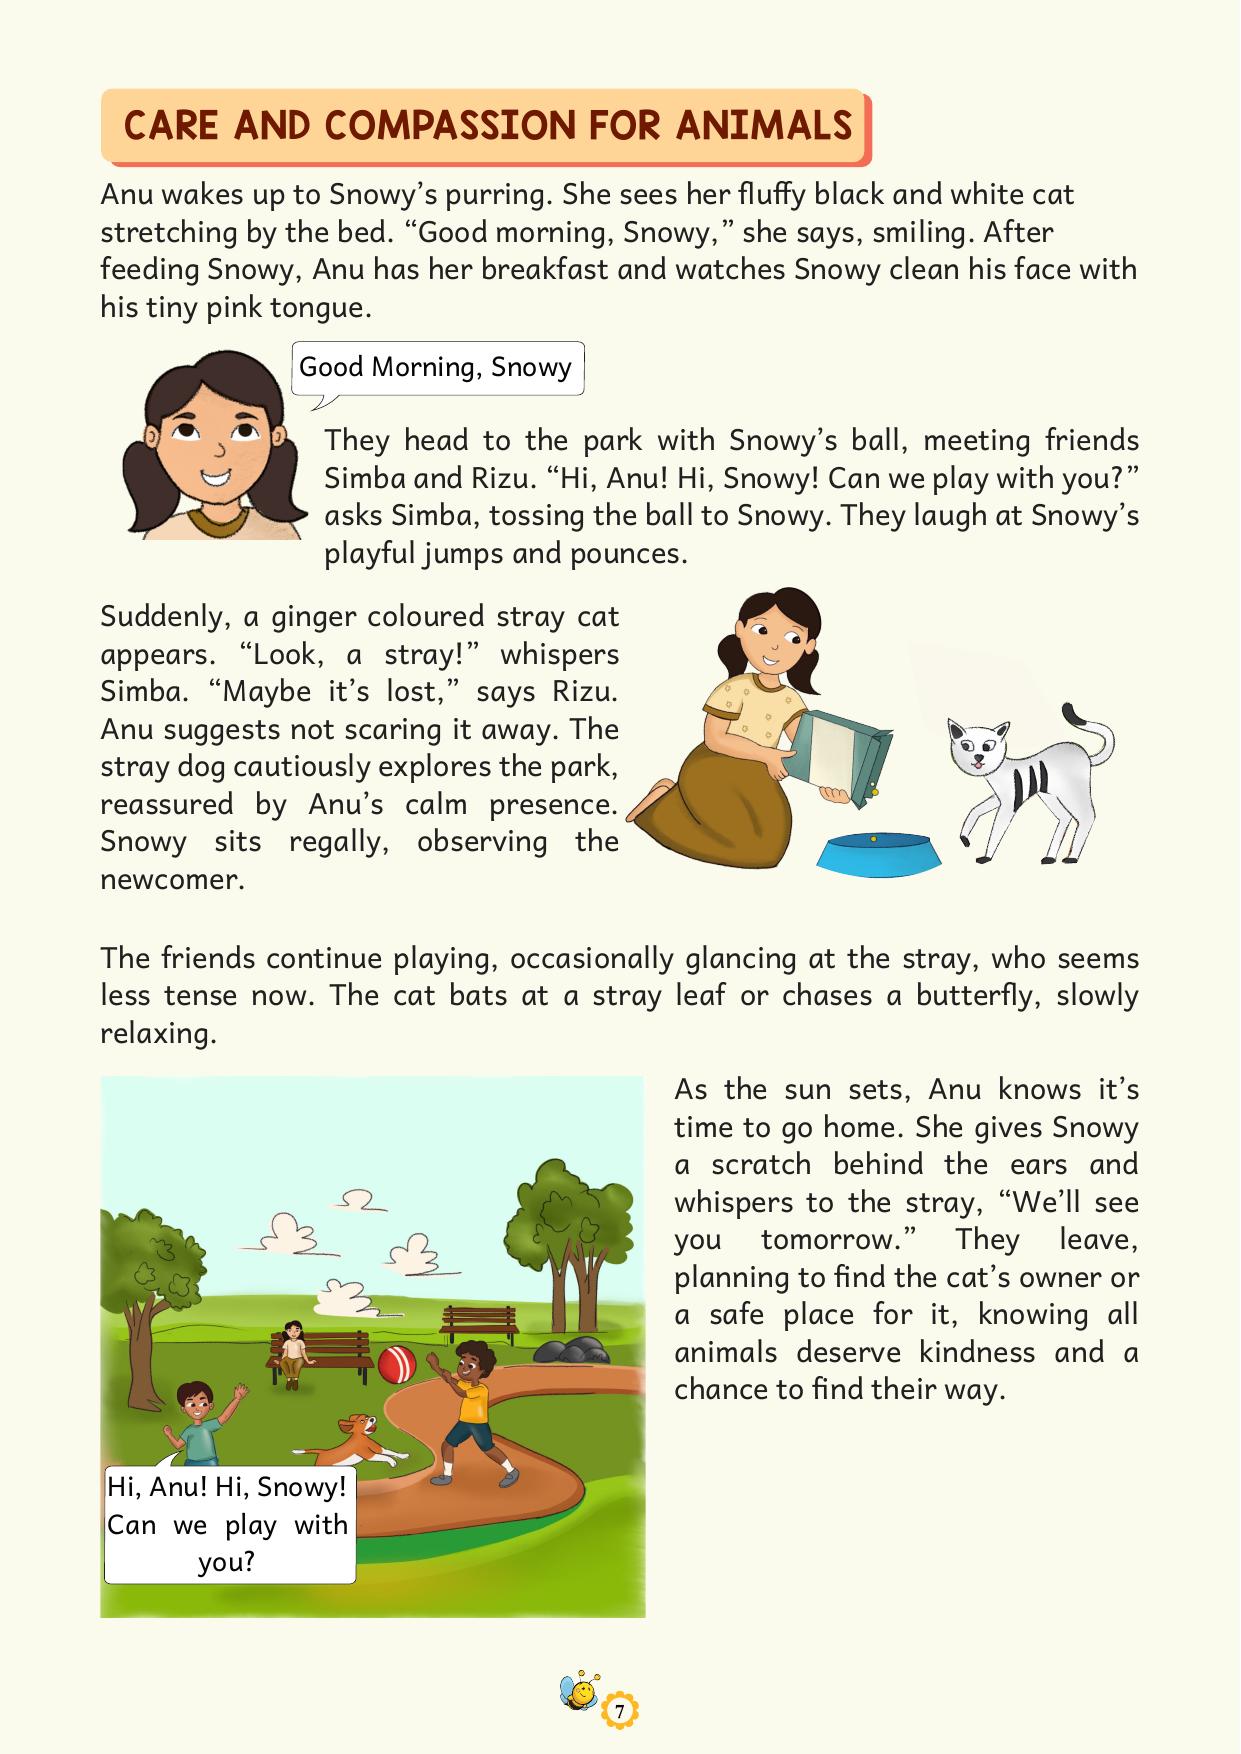 CARE AND COMPASSION FOR ANIMALS
Anu wakes up to Snowy’s purring. She sees her fluffy black and white cat
stretching by the bed. “Good morning, Snowy,” she says, smiling. After
feeding Snowy, Anu has her breakfast and watches Snowy clean his face with
his tiny pink tongue.
Good Morning, Snowy
They head to the park with Snowy’s ball, meeting friends
Simba and Rizu. “Hi, Anu! Hi, Snowy! Can we play with you?”
asks Simba, tossing the ball to Snowy. They laugh at Snowy’s
playful jumps and pounces.
Suddenly, a ginger coloured stray cat
appears. “Look, a stray!” whispers
Simba. “Maybe it’s lost,” says Rizu.
Anu suggests not scaring it away. The
stray dog cautiously explores the park,
reassured by Anu’s calm presence.
Snowy sits regally, observing the
newcomer.
The friends continue playing, occasionally glancing at the stray, who seems
less tense now. The cat bats at a stray leaf or chases a butterfly, slowly
relaxing.
As the sun sets, Anu knows it’s
time to go home. She gives Snowy
a scratch behind the ears and
whispers to the stray, “We’ll see
you tomorrow.” They leave,
planning to find the cat’s owner or
a safe place for it, knowing all
animals deserve kindness and a
chance to find their way.
Hi, Anu! Hi, Snowy!
Can we play with
you?
7